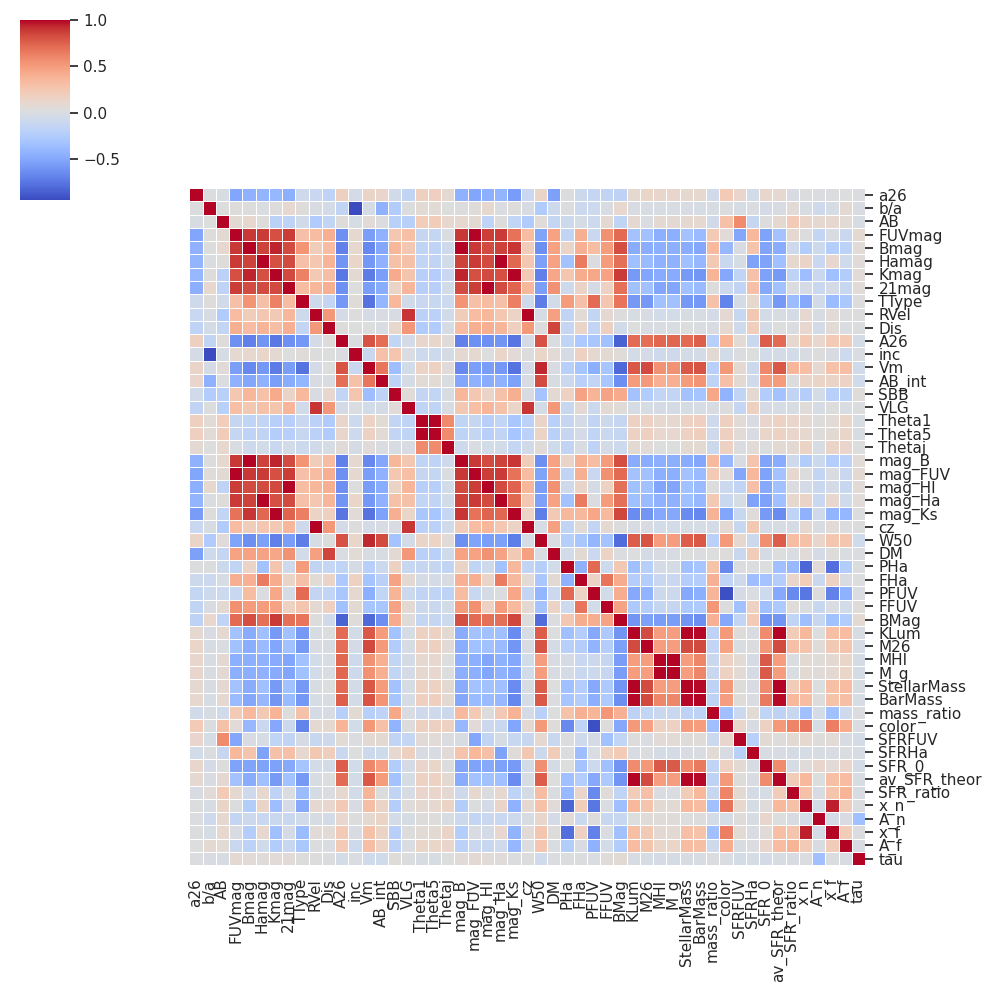 1.0
0.5
0.0
−0.5
a26
b/a
AB
FUVmag
Bmag
Hamag
Kmag
21mag
TType
RVel
Dis
A26
inc
Vm
AB_int
SBB
VLG
Theta1
Theta5
Thetaj
mag_B
mag_FUV
mag_HI
mag_Ha
mag_Ks
cz
W50
DM
PHa
FHa
PFUV
FFUV
BMag
KLum
M26
MHI
M_g
StellarMass
BarMass
mass_ratio
color
SFRFUV
SFRHa
SFR_0
av_SFR_theor
SFR_ratio
x_n
A_n
x_f
A_f
tau
a26
b/a
AB
FUVmag
Bmag
Hamag
Kmag
21mag
TType
RVel
Dis
A26
inc
Vm
AB_int
SBB
VLG
Theta1
Theta5
Thetaj
mag_B
mag_FUV
mag_HI
mag_Ha
mag_Ks
cz
W50
DM
PHa
FHa
PFUV
FFUV
BMag
KLum
M26
MHI
M_g
StellarMass
BarMass
mass_ratio
color
SFRFUV
SFRHa
SFR_0
av_SFR_theor
SFR_ratio
x_n
A_n
x_f
A_f
tau